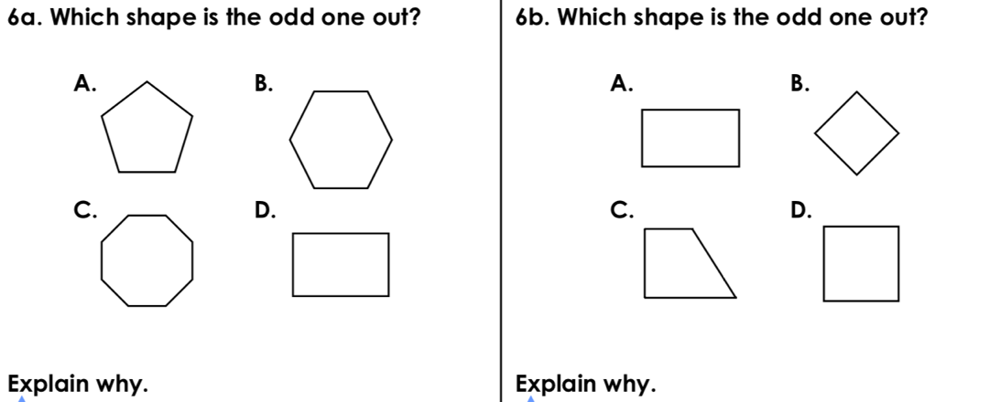 6a. Which shape is the odd one out?
A.
B.
C.
D.
Explain why.
6b. Which shape is the odd one out?
A.
B.
C.
D.
Explain why.